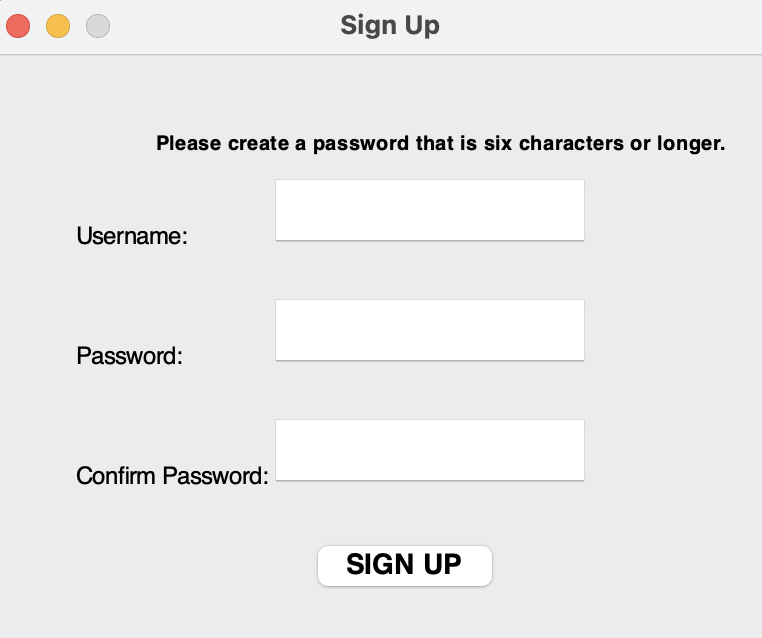 Sign Up
Please create a password that is six characters or longer.
Username:
Password:
Confirm Password:
SIGN UP